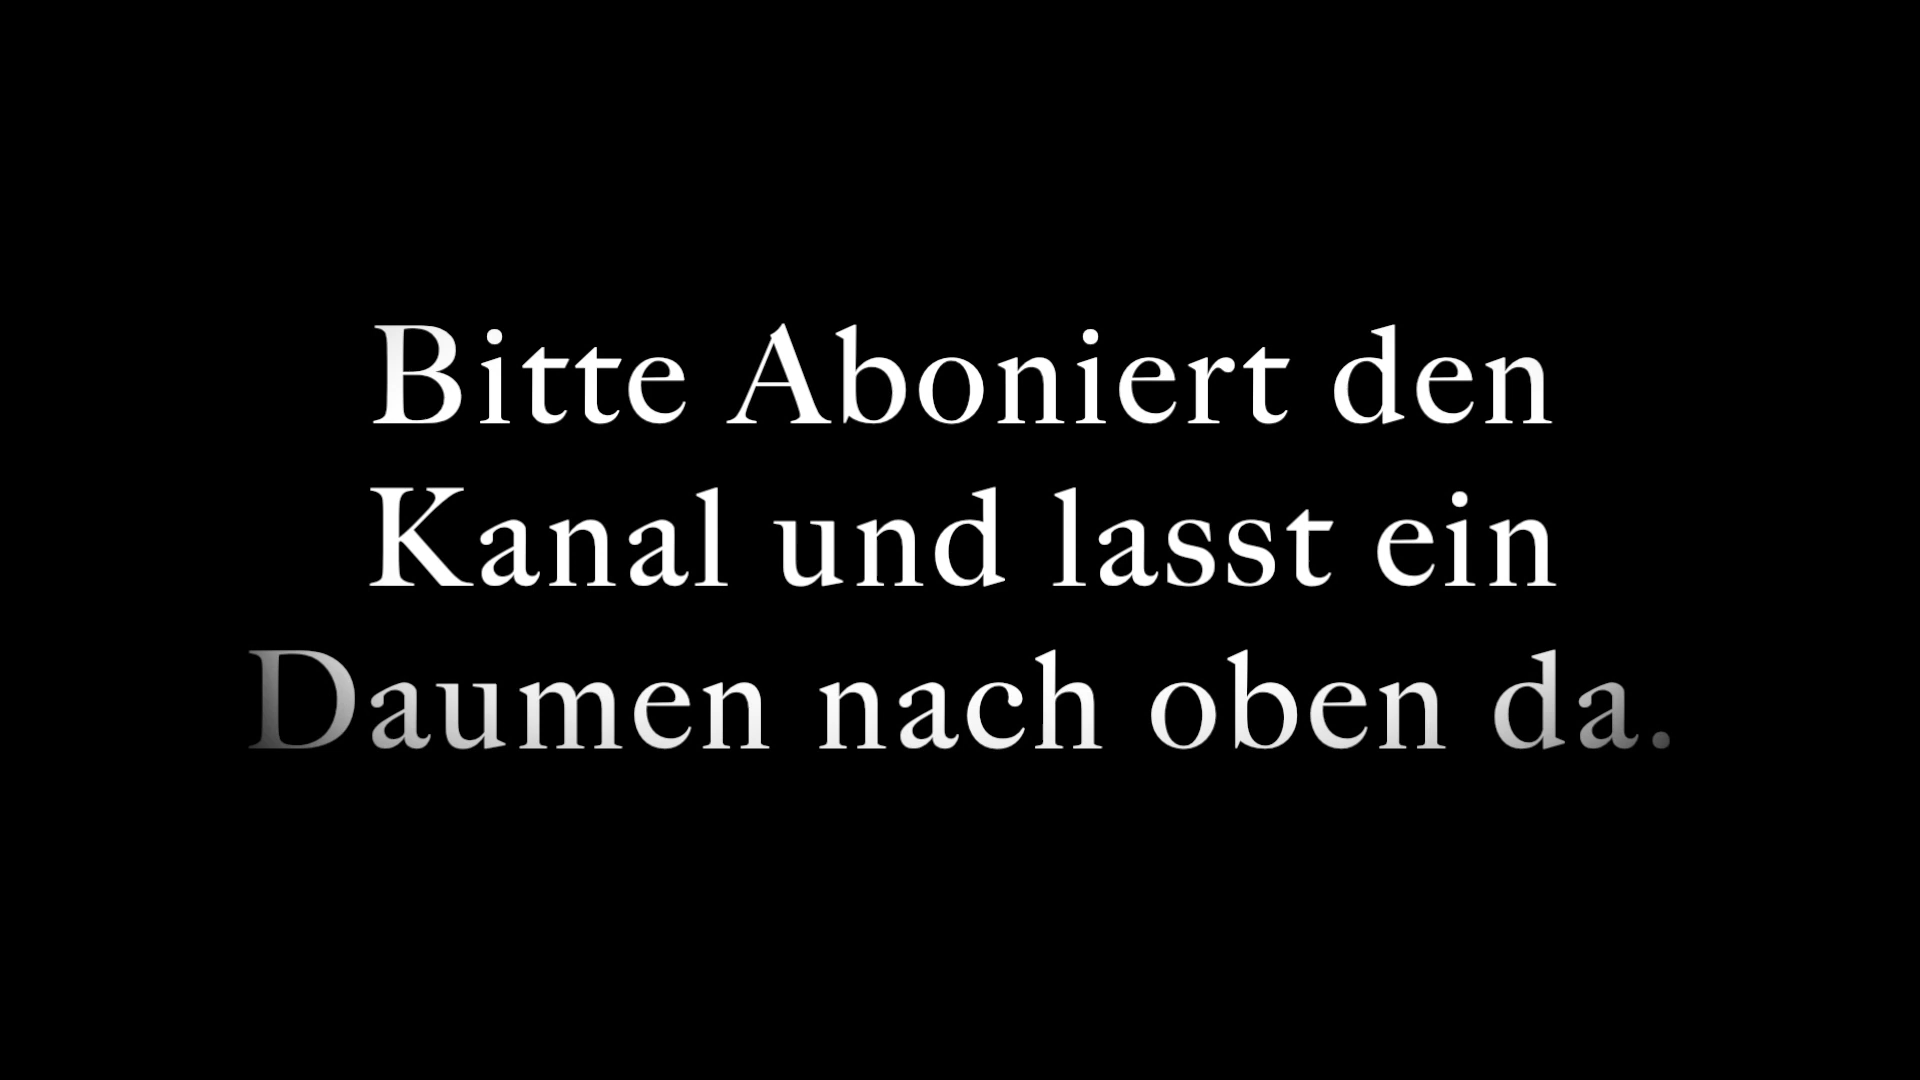 Bitte Aboniert den
Kanal und lasst ein
Daumen nach oben da.